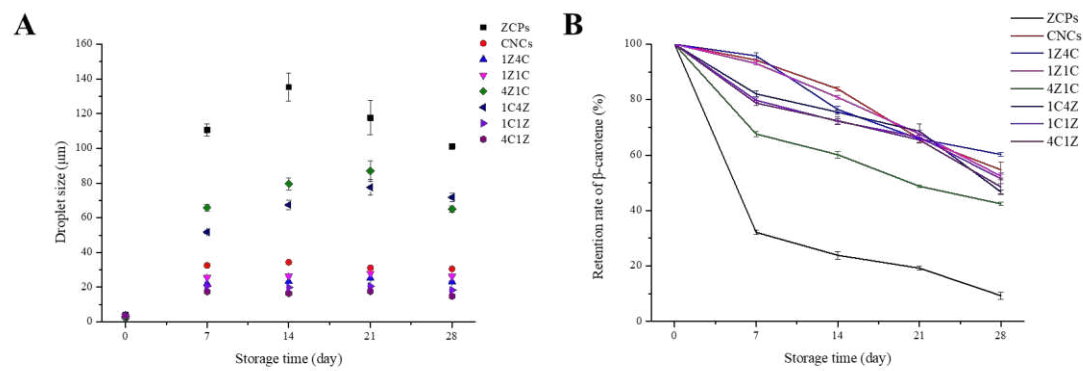 A
Droplet size (μm)
160
140
120
100
80
60
40
20
0
0 7 14 21 28
Storage time (day)
ZCPs
CNCs
1Z4C
1Z1C
4Z1C
1C4Z
1C1Z
4C1Z
B
Retention rate of β-carotene (%)
100
80
60
40
20
0
0 7 14 21 28
Storage time (day)
ZCPs
CNCs
1Z4C
1Z1C
4Z1C
1C4Z
1C1Z
4C1Z